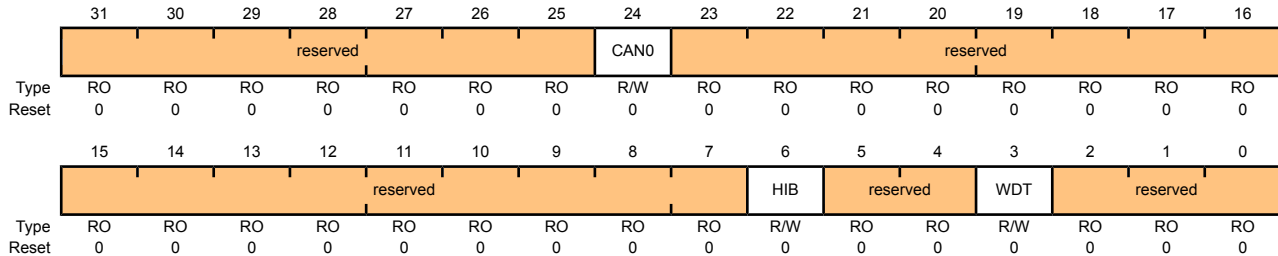 31 30 29 28 27 26 25 24 23 22 21 20 19 18 17 16
reserved CAN0 reserved
Type RO RO RO RO RO RO RO R/W RO RO RO RO RO RO RO RO
Reset 0 0 0 0 0 0 0 0 0 0 0 0 0 0 0 0
15 14 13 12 11 10 9 8 7 6 5 4 3 2 1 0
reserved HIB reserved WDT reserved
Type RO RO RO RO RO RO RO RO RO R/W RO RO R/W RO RO RO
Reset 0 0 0 0 0 0 0 0 0 0 0 0 0 0 0 0